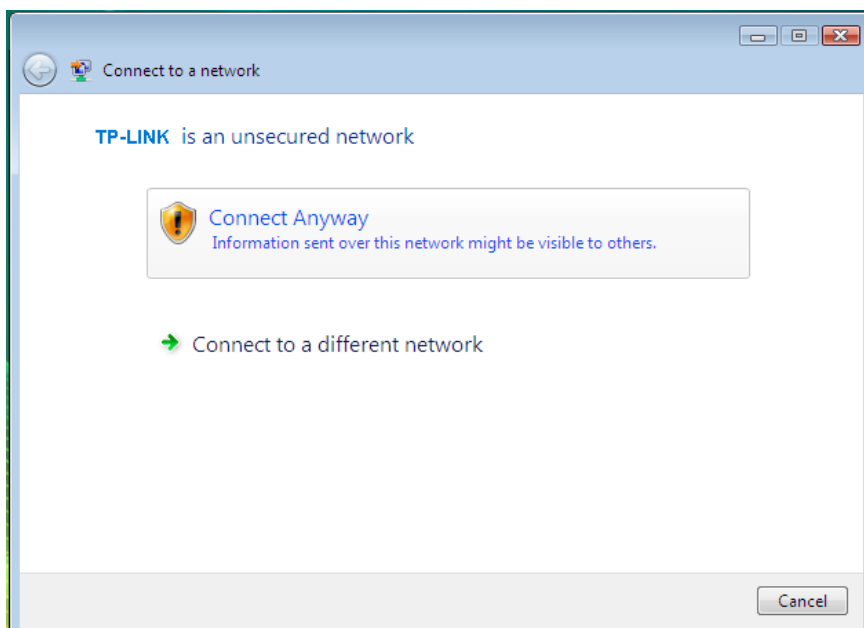 Connect to a network
TP-LINK is an unsecured network
Connect Anyway
Information sent over this network might be visible to others.
Connect to a different network
Cancel